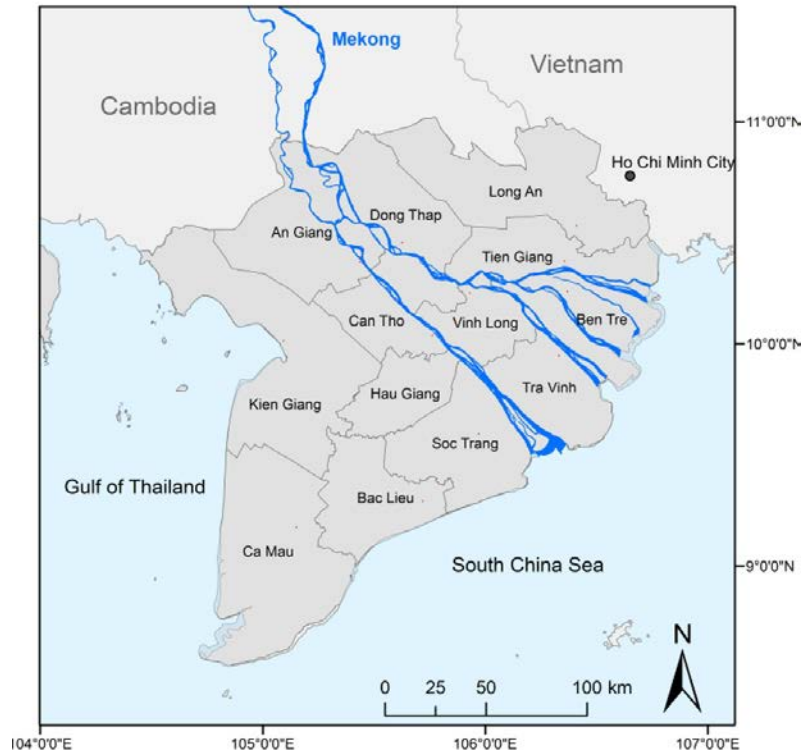 Mekong
Vietnam
Cambodia
11°0'0"N
Ho Chi Minh City
Long An
Dong Thap
An Giang
Tien Giang
Can Tho
Vinh Long
Ben Tre
10°0'0"N
Hau Giang
Tra Vinh
Kien Giang
Soc Trang
Gulf of Thailand
Bac Lieu
Ca Mau
South China Sea
9°0'0"N
N
0 25 50 100 km
104°0'0"E 105°0'0"E 106°0'0"E 107°0'0"E